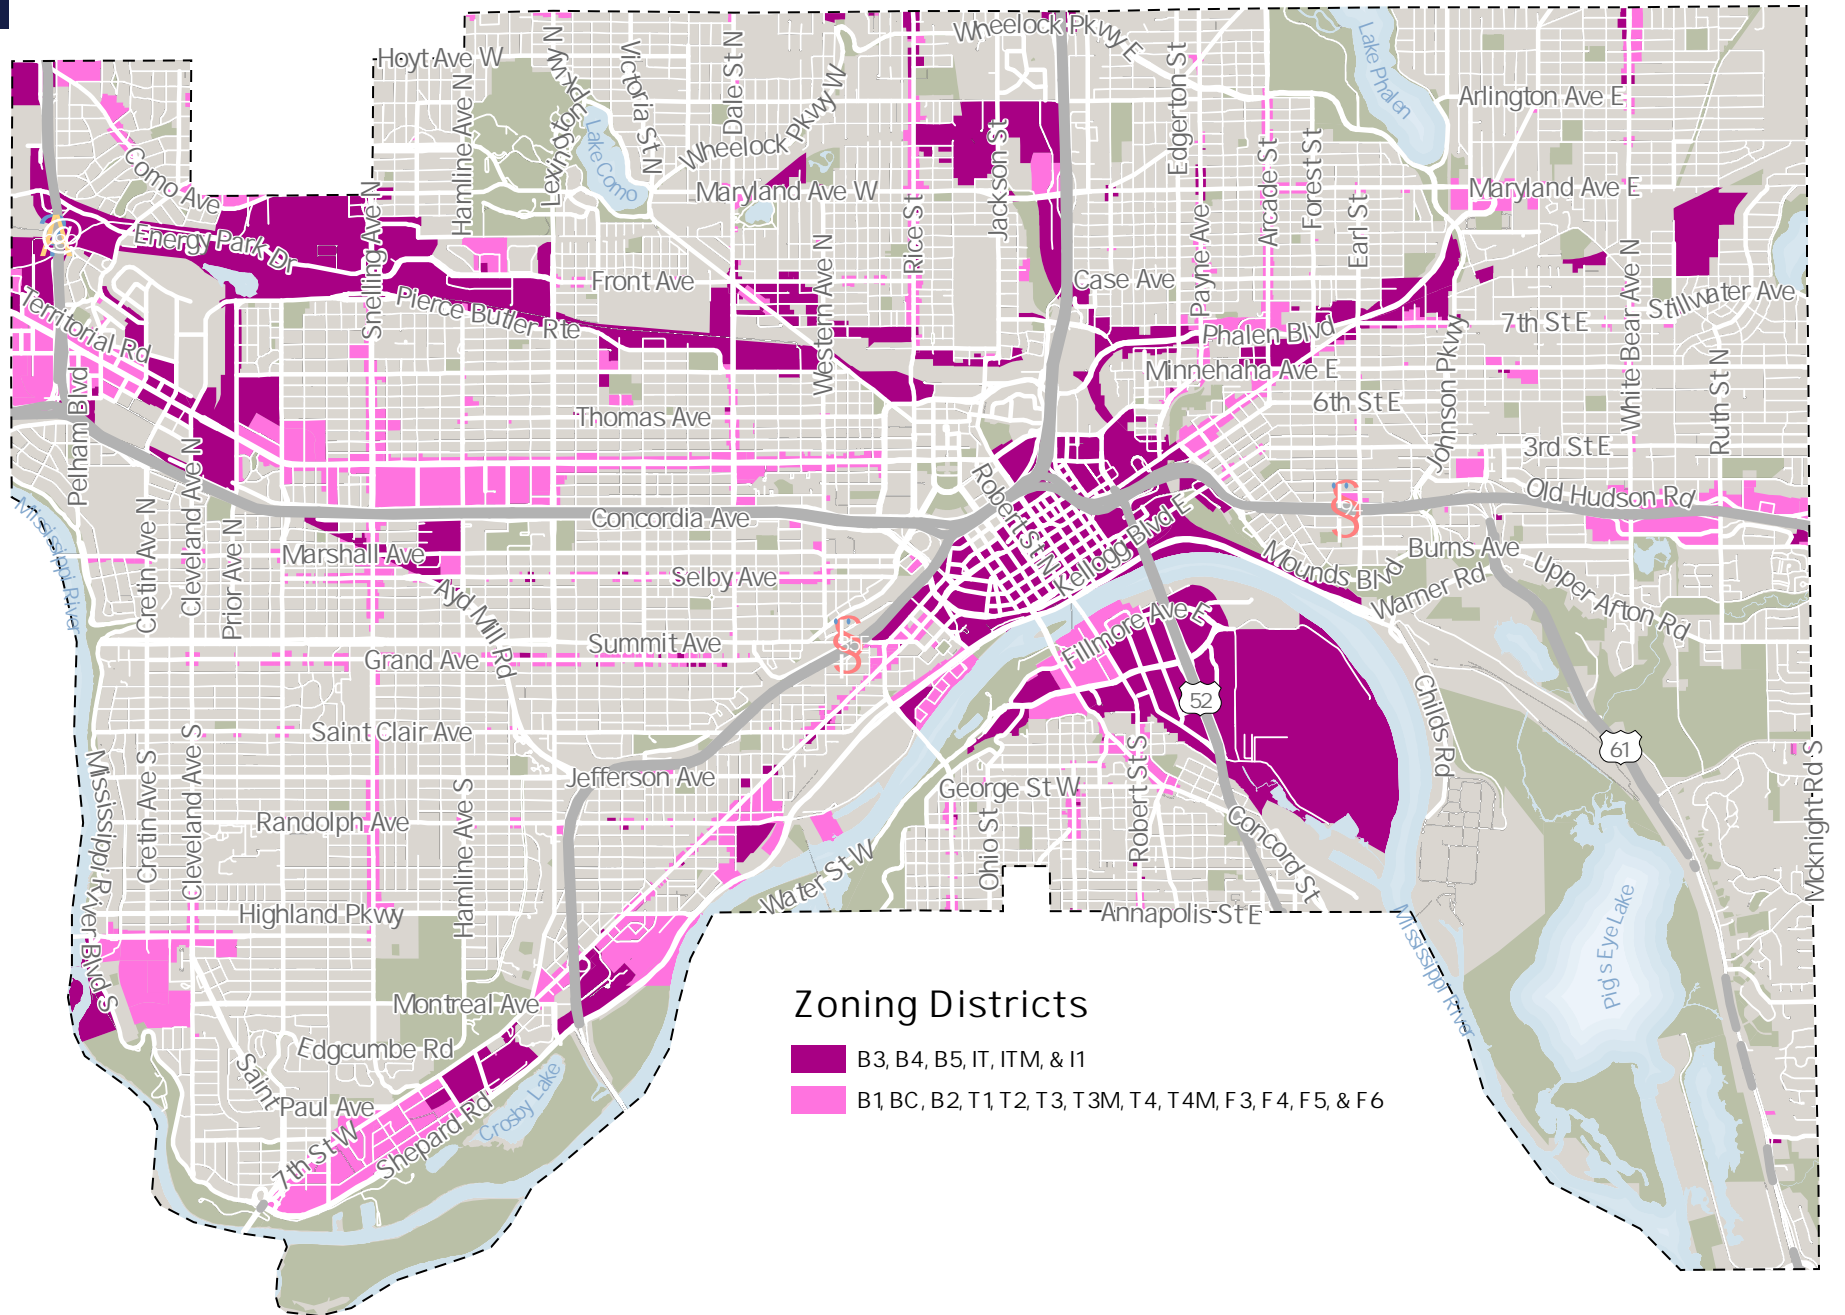 Wheelock Pkwy E
Hoyt Ave W
Hamline Ave N
Lexington Pkwy N
Victoria St N
Dale St N
Wheelock Pkwy W
Edgerton St
Lake Phalen
Arlington Ave E
Como Ave
Lake Como
Maryland Ave W
Jackson St
Arcade St
Forest St
Maryland Ave E
Energy Park Dr
Snelling Ave N
Rice St
Payne Ave
Earl St
Front Ave
Western Ave N
Case Ave
White Bear Ave N
Stillwater Ave
Territorial Rd
Pierce Butler Rte
Phalen Blvd
7th St E
Minnehaha Ave E
Pelham Blvd
Thomas Ave
6th St E
Johnson Pkwy
Ruth St N
3rd St E
Cleveland Ave N
Robert St N
Old Hudson Rd
94
Mississippi River
Cretin Ave N
Prior Ave N
Concordia Ave
Marshall Ave
Kellogg Blvd E
Mounds Blvd
Burns Ave
Selby Ave
Ayd Mill Rd
Warner Rd
Upper Afton Rd
Summit Ave
Grand Ave
35E
Fillmore Ave E
52
Saint Clair Ave
Childs Rd
61
Mississippi River Blvd S
Cretin Ave S
Cleveland Ave S
Jefferson Ave
George St W
Robert St S
Mcknight Rd S
Randolph Ave
Hamline Ave S
Ohio St
Concord St
Water St W
Highland Pkwy
Annapolis St E
Mississippi River
Pig's Eye Lake
Montreal Ave
Edgcumbe Rd
Saint Paul Ave
Crosby Lake
7th St W
Shepard Rd
Zoning Districts
B3, B4, B5, IT, ITM, & I1
B1, BC, B2, T1, T2, T3, T3M, T4, T4M, F3, F4, F5, & F6